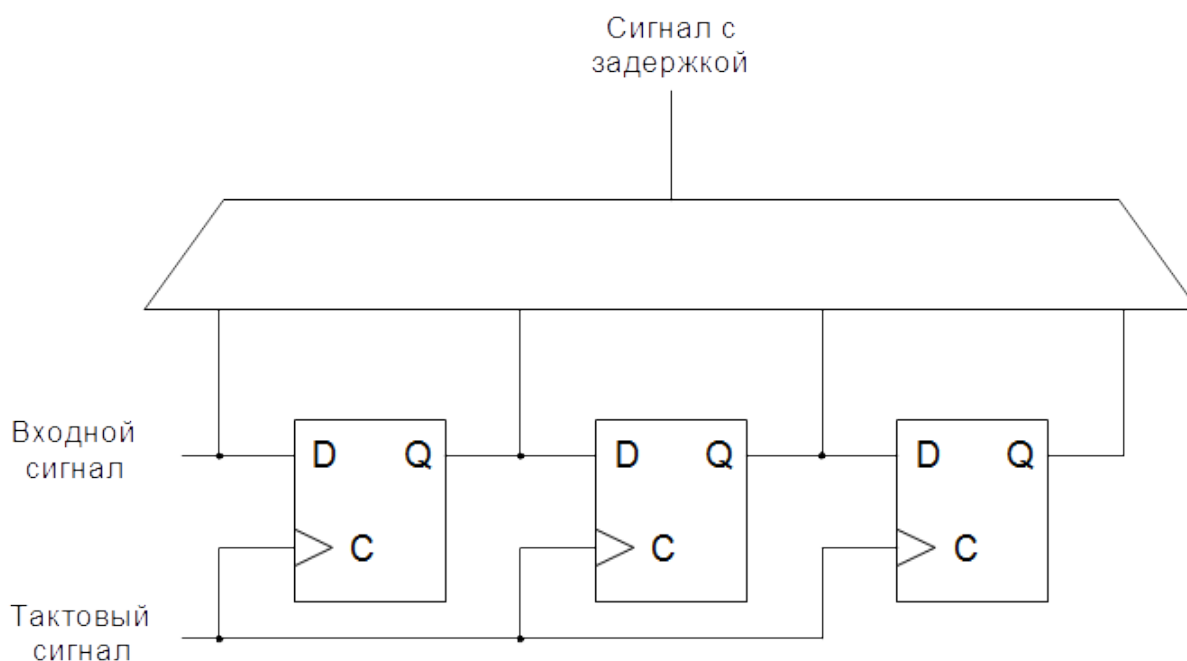 Сигнал с
задержкой
Входной
сигнал
D Q
C
D Q
C
D Q
C
Тактовый
сигнал